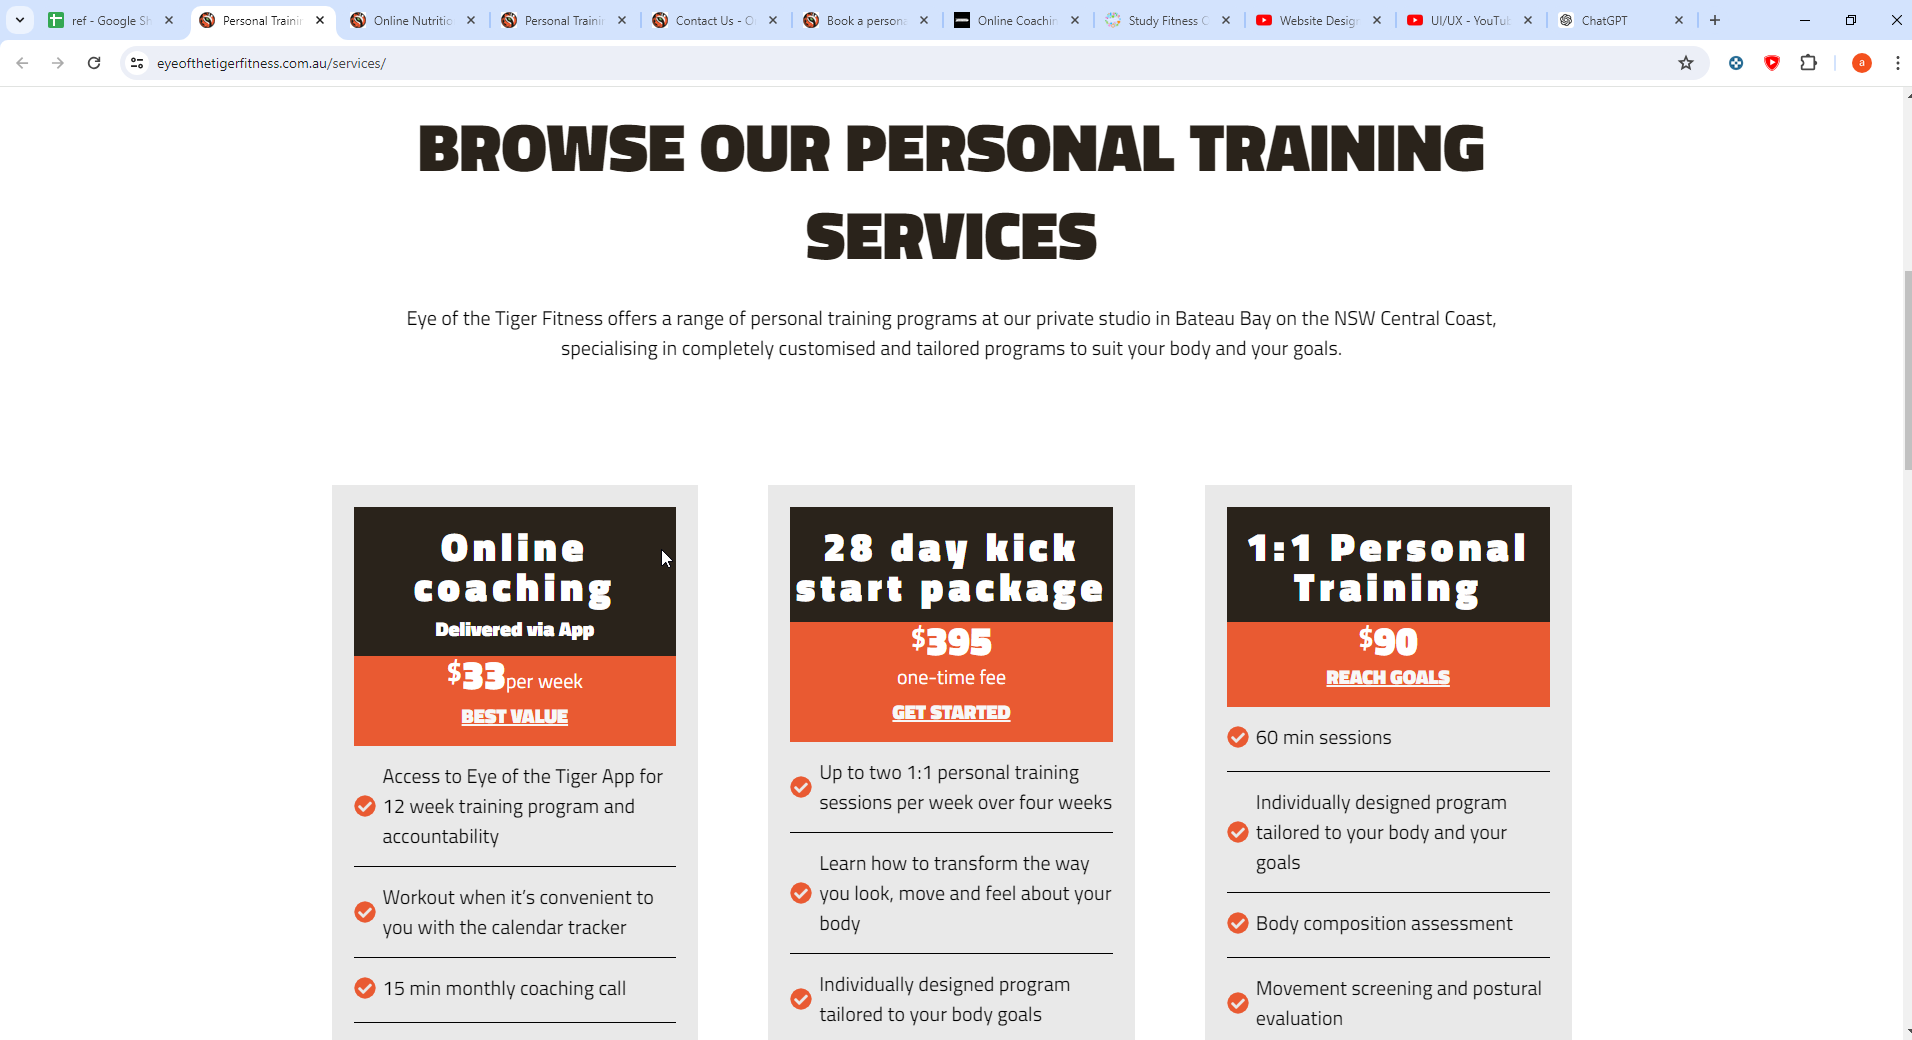 ref - Google Sh
Personal Trainin
Online Nutritio
Personal Trainin
Contact Us - O
Book a persona
Online Coachin
Study Fitness C
Website Design
UI/UX - YouTub
ChatGPT
eyeofthetigerfitness.com.au/services/
a
BROWSE OUR PERSONAL TRAINING
SERVICES
Eye of the Tiger Fitness offers a range of personal training programs at our private studio in Bateau Bay on the NSW Central Coast,
specialising in completely customised and tailored programs to suit your body and your goals.
Online
coaching
Delivered via App
$33per week
BEST VALUE
Access to Eye of the Tiger App for
12 week training program and
accountability
Workout when it's convenient to
you with the calendar tracker
15 min monthly coaching call
28 day kick
start package
$395
one-time fee
GET STARTED
Up to two 1:1 personal training
sessions per week over four weeks
Learn how to transform the way
you look, move and feel about your
body
Individually designed program
tailored to your body goals
1:1 Personal
Training
$90
REACH GOALS
60 min sessions
Individually designed program
tailored to your body and your
goals
Body composition assessment
Movement screening and postural
evaluation